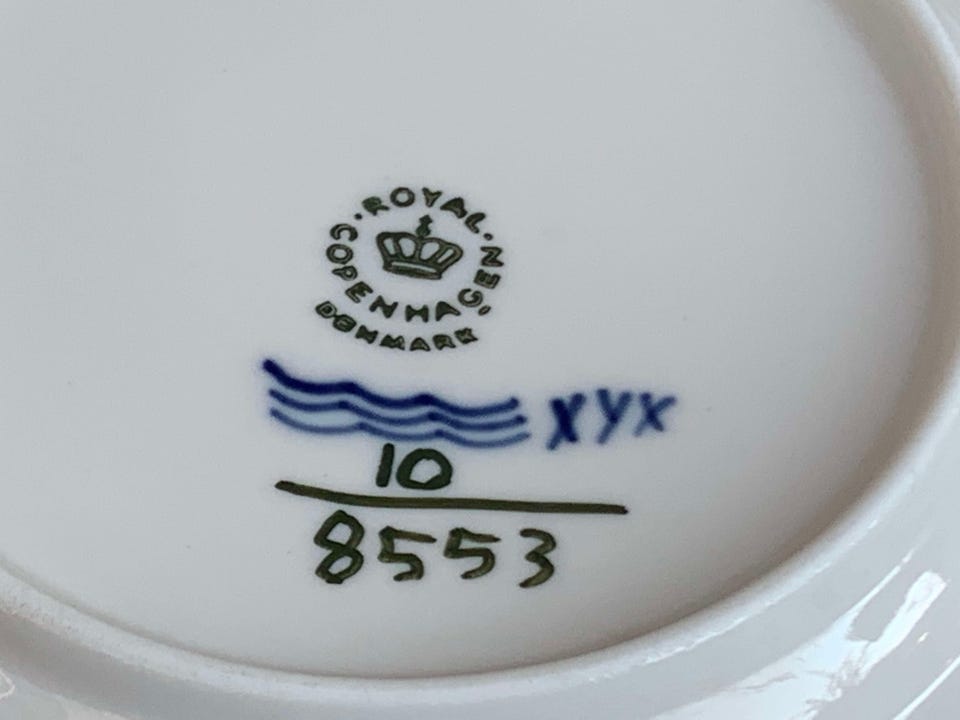 ROYAL
COPENHAGEN
DENMARK
XYX
10
8553